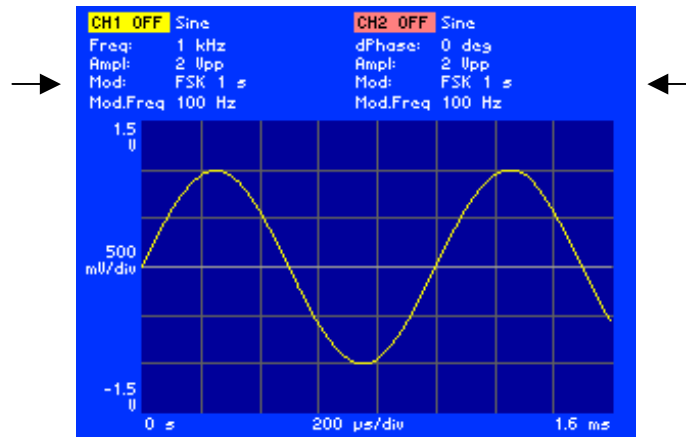 CH1 OFF Sine
Freq: 1 kHz
Ampl: 2 Vpp
Mod: FSK 1 s
Mod.Freq 100 Hz
CH2 OFF Sine
dPhase: 0 deg
Ampl: 2 Vpp
Mod: FSK 1 s
Mod.Freq 100 Hz
1.5
V
500
mV/div
-1.5
V
0 s 200 µs/div 1.6 ms